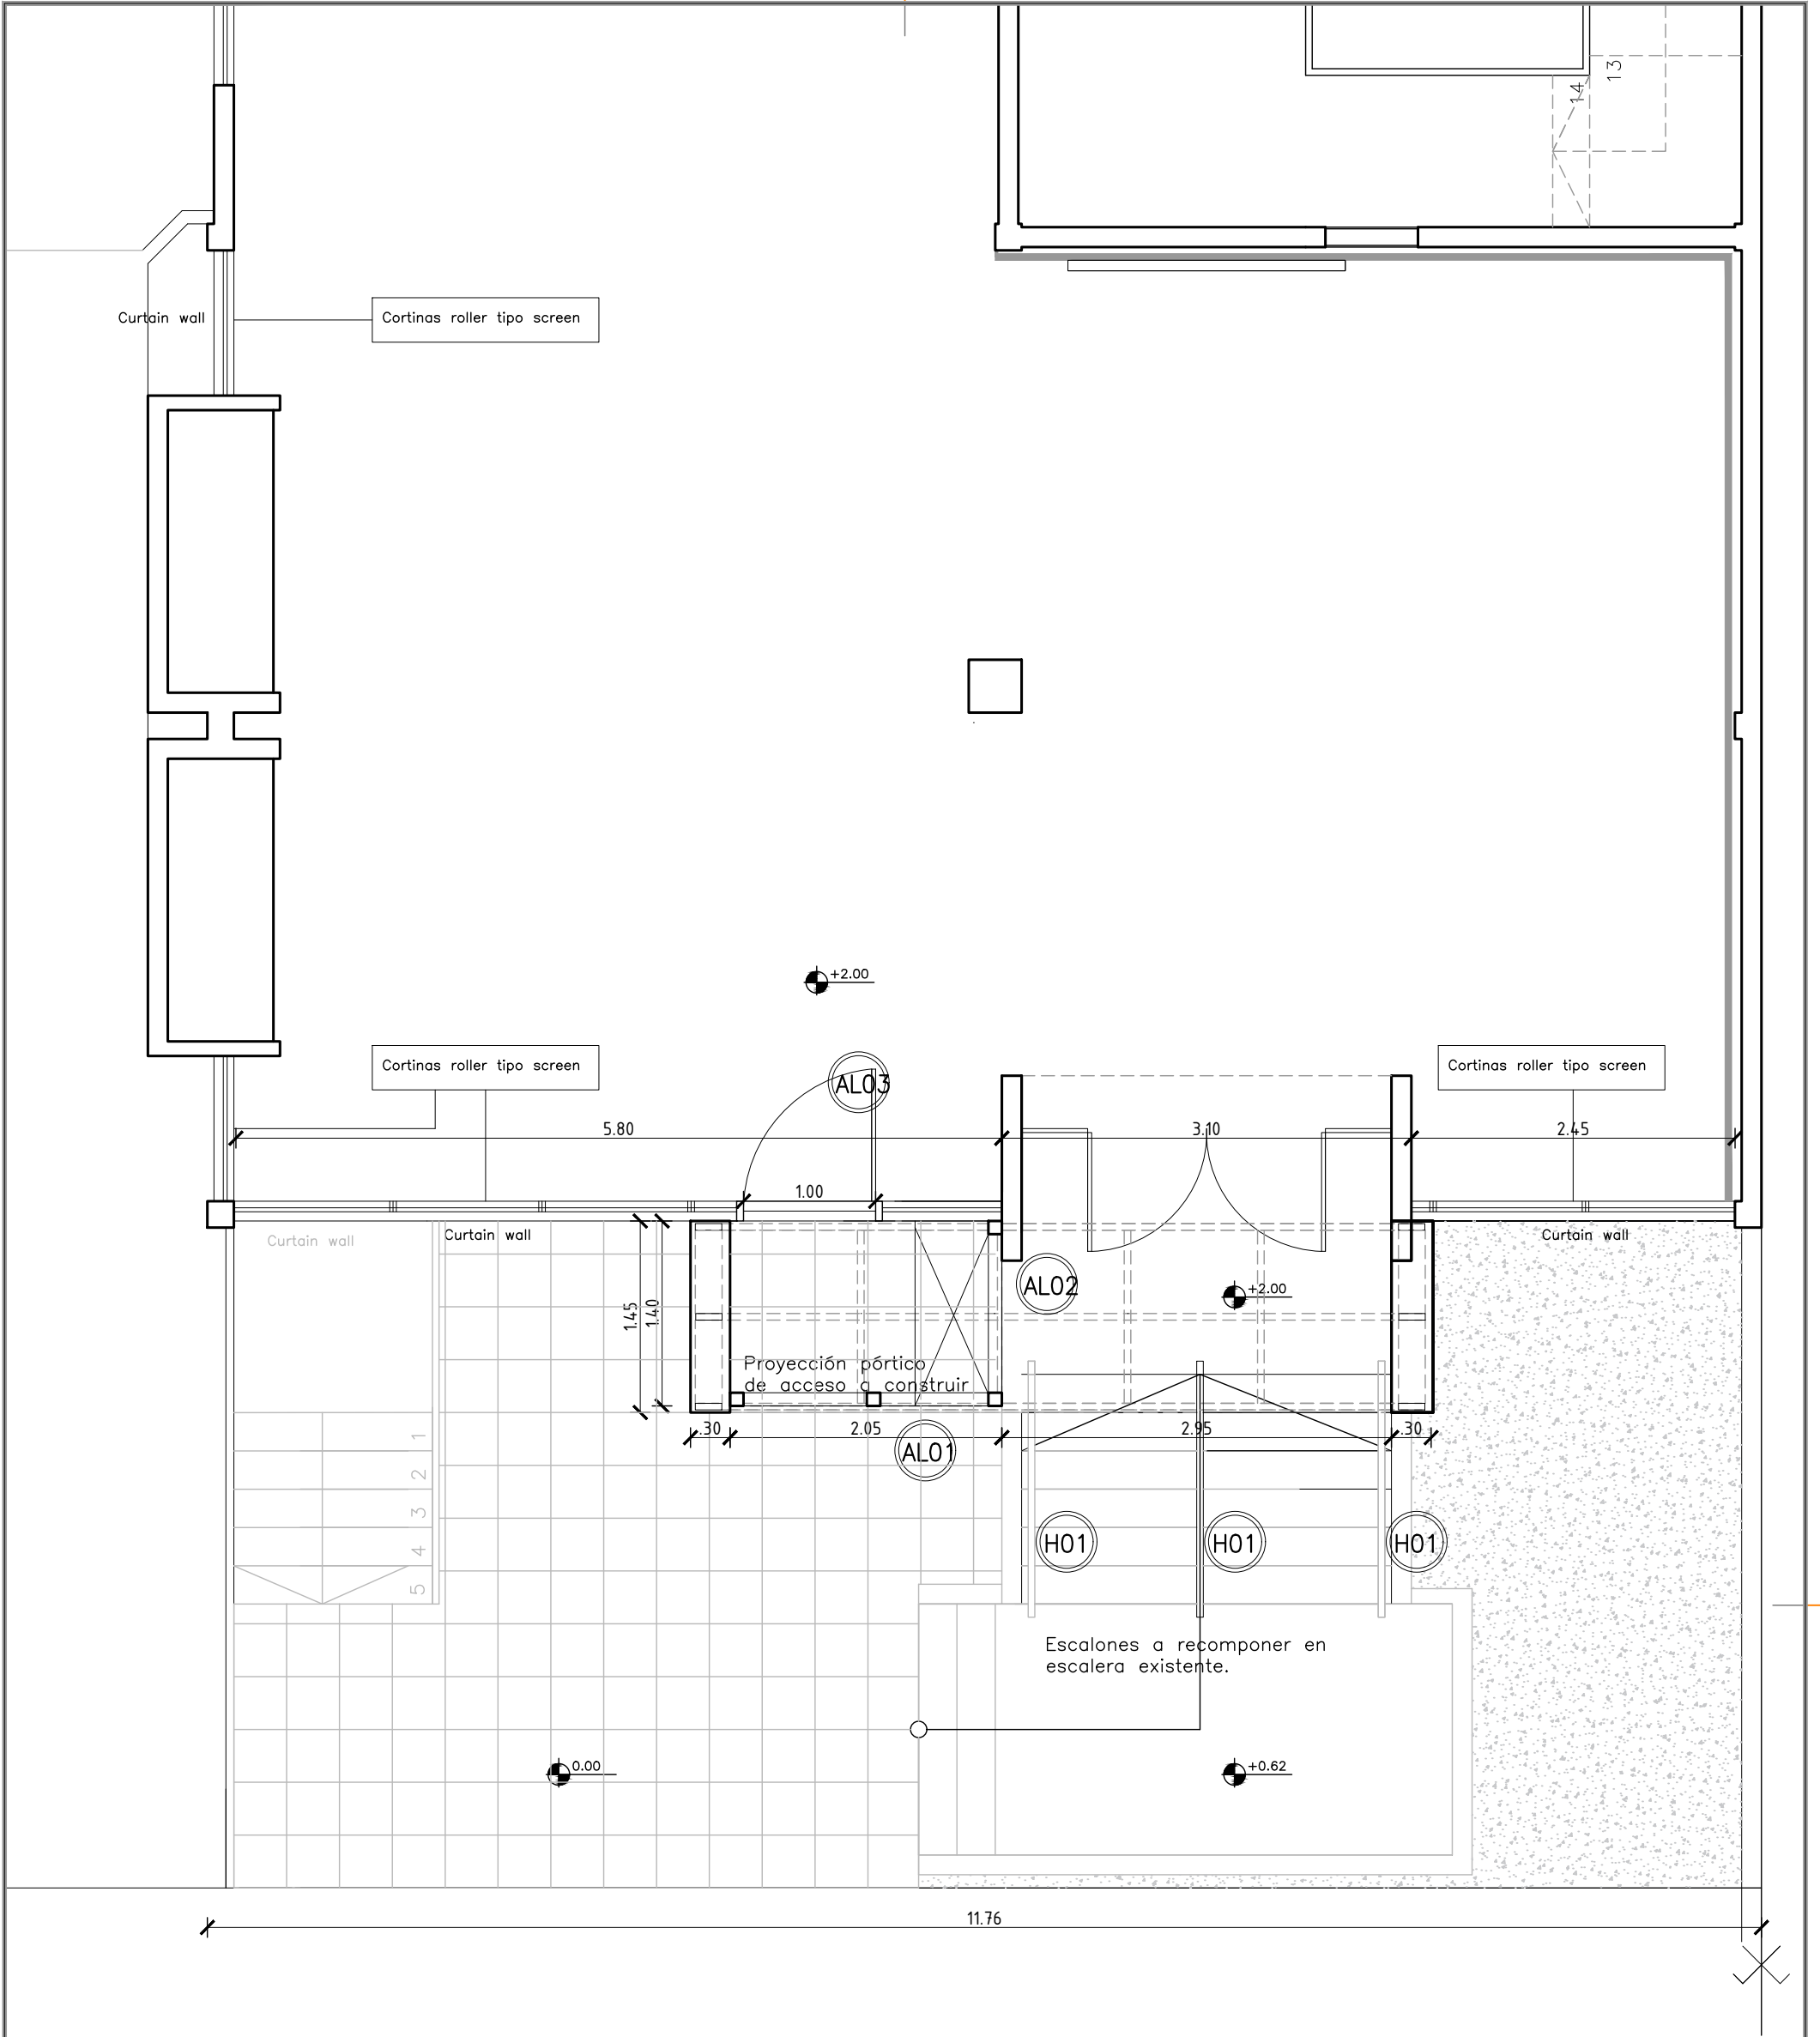 13
14
Curtain wall
Cortinas roller tipo screen
+2.00
Cortinas roller tipo screen
AL03
Cortinas roller tipo screen
5.80
3.10
2.45
1.00
Curtain wall
Curtain wall
Curtain wall
1.45
1.40
AL02
+2.00
Proyección pórtico
de acceso a construir
.30
2.05
2.95
.30
AL01
1
2
3
4
5
H01
H01
H01
Escalones a recomponer en
escalera existente.
0.00
+0.62
11.76